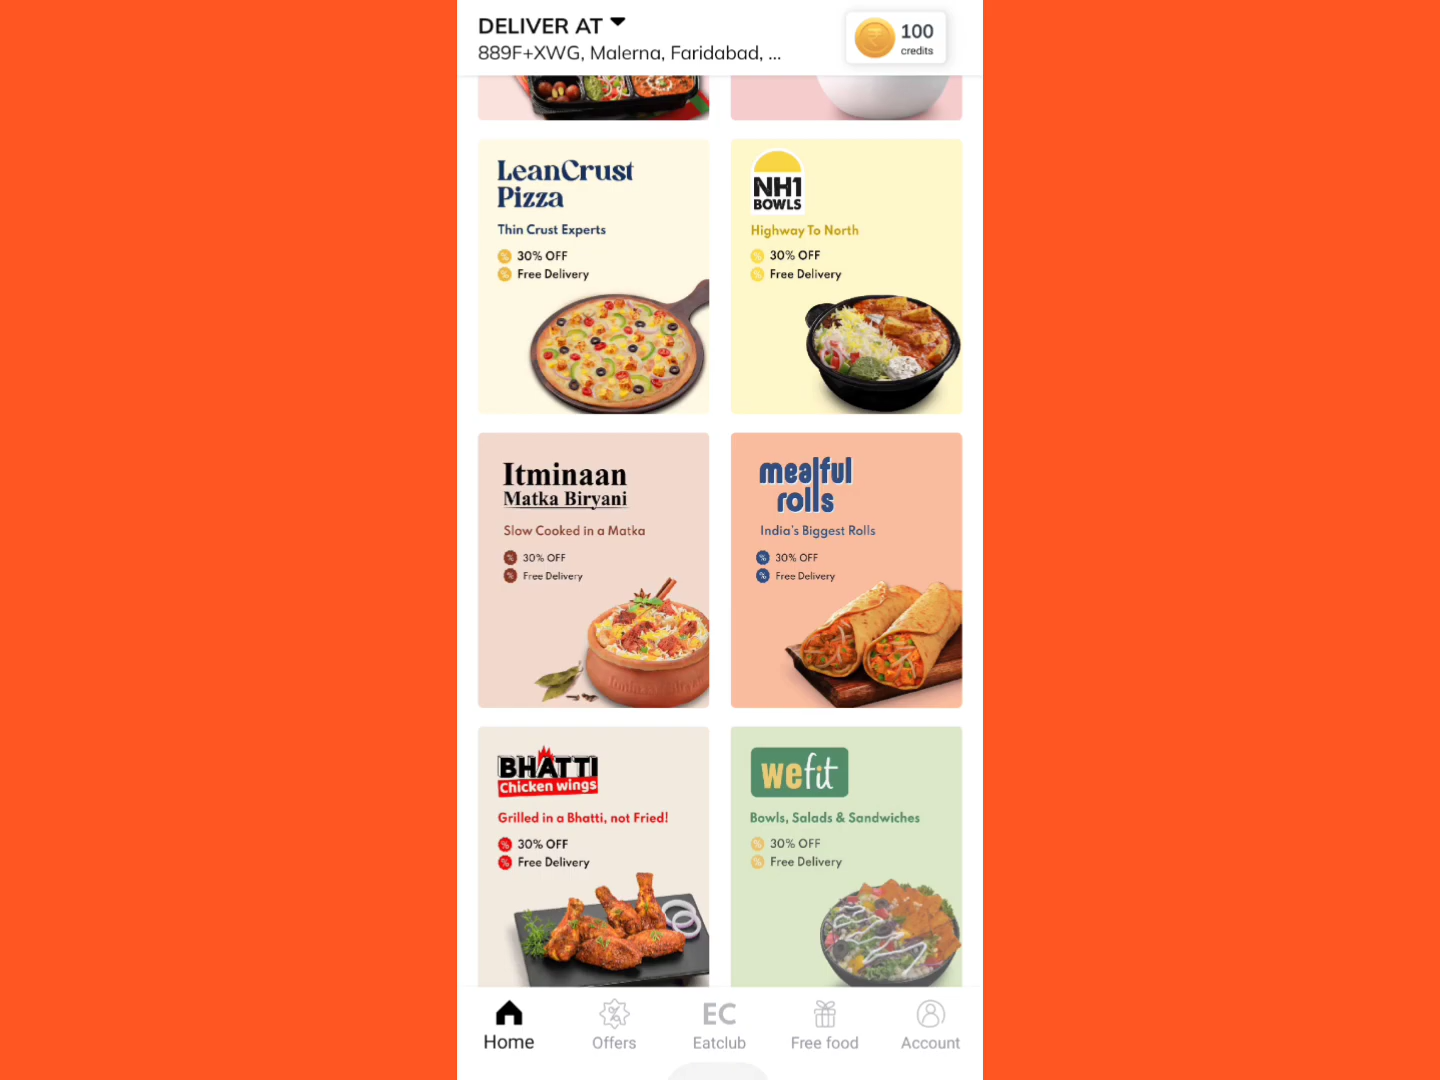 DELIVER AT
889F+XWG, Malerna, Faridabad, ...
100
credits
LeanCrust
Pizza
Thin Crust Experts
30% OFF
Free Delivery
NH1
BOWLS
Highway To North
30% OFF
Free Delivery
Itminaan
Matka Biryani
Slow Cooked in a Matka
30% OFF
Free Delivery
mealful
rolls
India's Biggest Rolls
30% OFF
Free Delivery
BHATTI
Chicken wings
Grilled in a Bhatti, not Fried!
30% OFF
Free Delivery
wefit
Bowls, Salads & Sandwiches
30% OFF
Free Delivery
Home
Offers
EC
Eatclub
Free food
Account